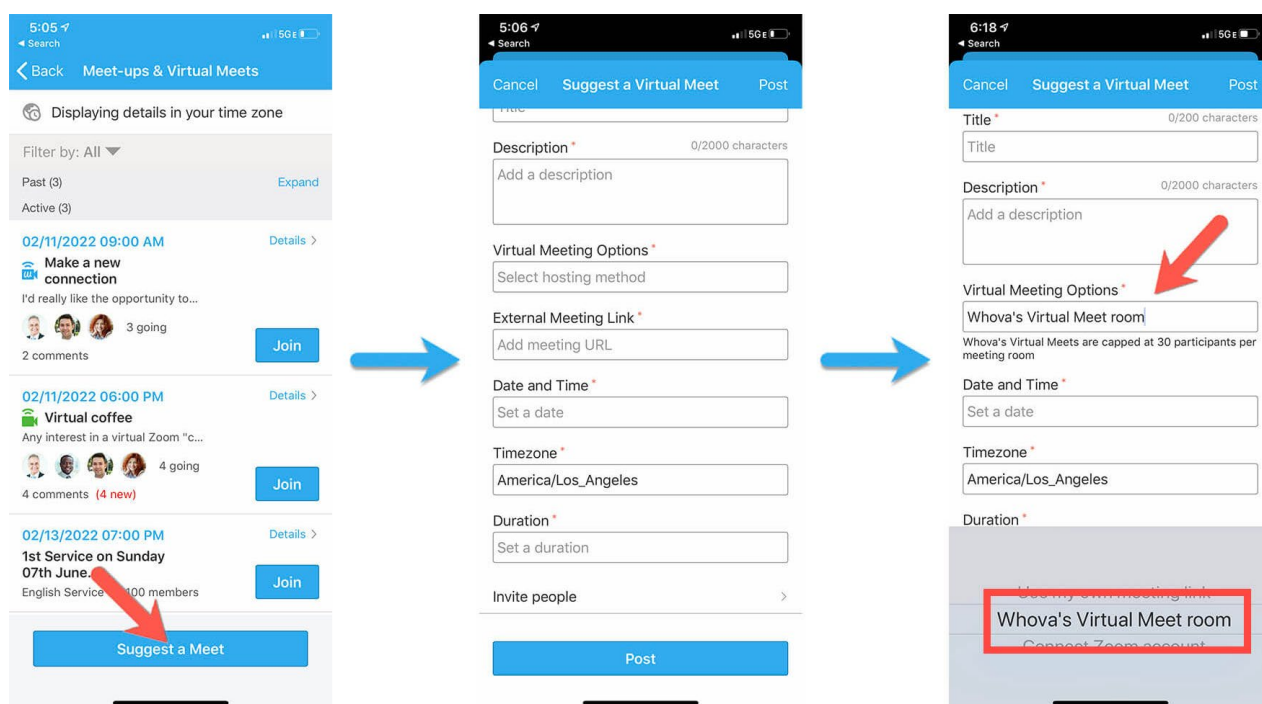 5:05
5G E
◄ Search
Back
Meet-ups & Virtual Meets
Displaying details in your time zone
Filter by: All
Past (3)
Expand
Active (3)
02/11/2022 09:00 AM
Details >
Make a new
connection
I'd really like the opportunity to...
3 going
Join
2 comments
02/11/2022 06:00 PM
Details >
Virtual coffee
Any interest in a virtual Zoom "c...
4 going
Join
4 comments (4 new)
02/13/2022 07:00 PM
Details >
1st Service on Sunday
07th June.
Join
English Service
100 members
Suggest a Meet
5:06
5G E
◄ Search
Cancel
Suggest a Virtual Meet
Post
Title
Description *
0/2000 characters
Add a description
Virtual Meeting Options *
Select hosting method
External Meeting Link *
Add meeting URL
Date and Time *
Set a date
Timezone *
America/Los_Angeles
Duration *
Set a duration
Invite people >
Post
6:18
5G E
◄ Search
Cancel
Suggest a Virtual Meet
Post
Title *
0/200 characters
Title
Description *
0/2000 characters
Add a description
Virtual Meeting Options *
Whova's Virtual Meet room
Whova's Virtual Meets are capped at 30 participants per
meeting room
Date and Time *
Set a date
Timezone *
America/Los_Angeles
Duration *
Use my own meeting link
Whova's Virtual Meet room
Connect Zoom account